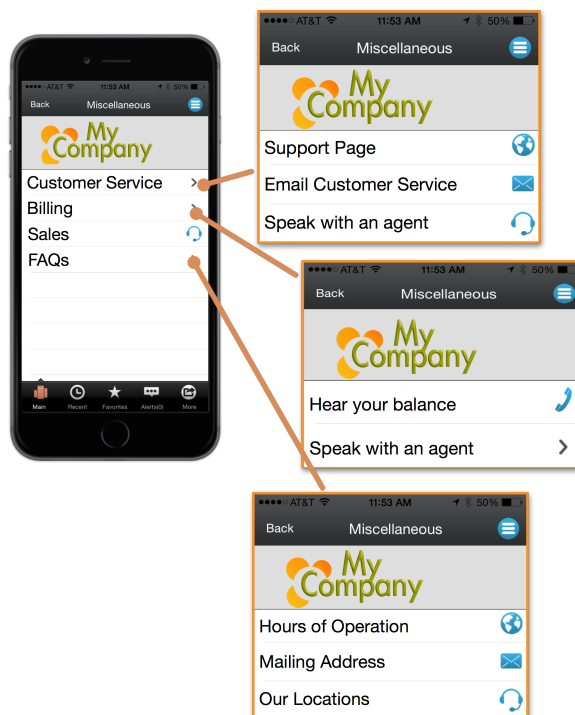 AT&T 11:53 AM 50%
Back Miscellaneous
My
Company
Customer Service
Billing
Sales
FAQs
Main Recent Favorites Alerts(0) More
AT&T 11:53 AM 50%
Back Miscellaneous
My
Company
Support Page
Email Customer Service
Speak with an agent
AT&T 11:53 AM 50%
Back Miscellaneous
My
Company
Hear your balance
Speak with an agent
AT&T 11:53 AM 50%
Back Miscellaneous
My
Company
Hours of Operation
Mailing Address
Our Locations